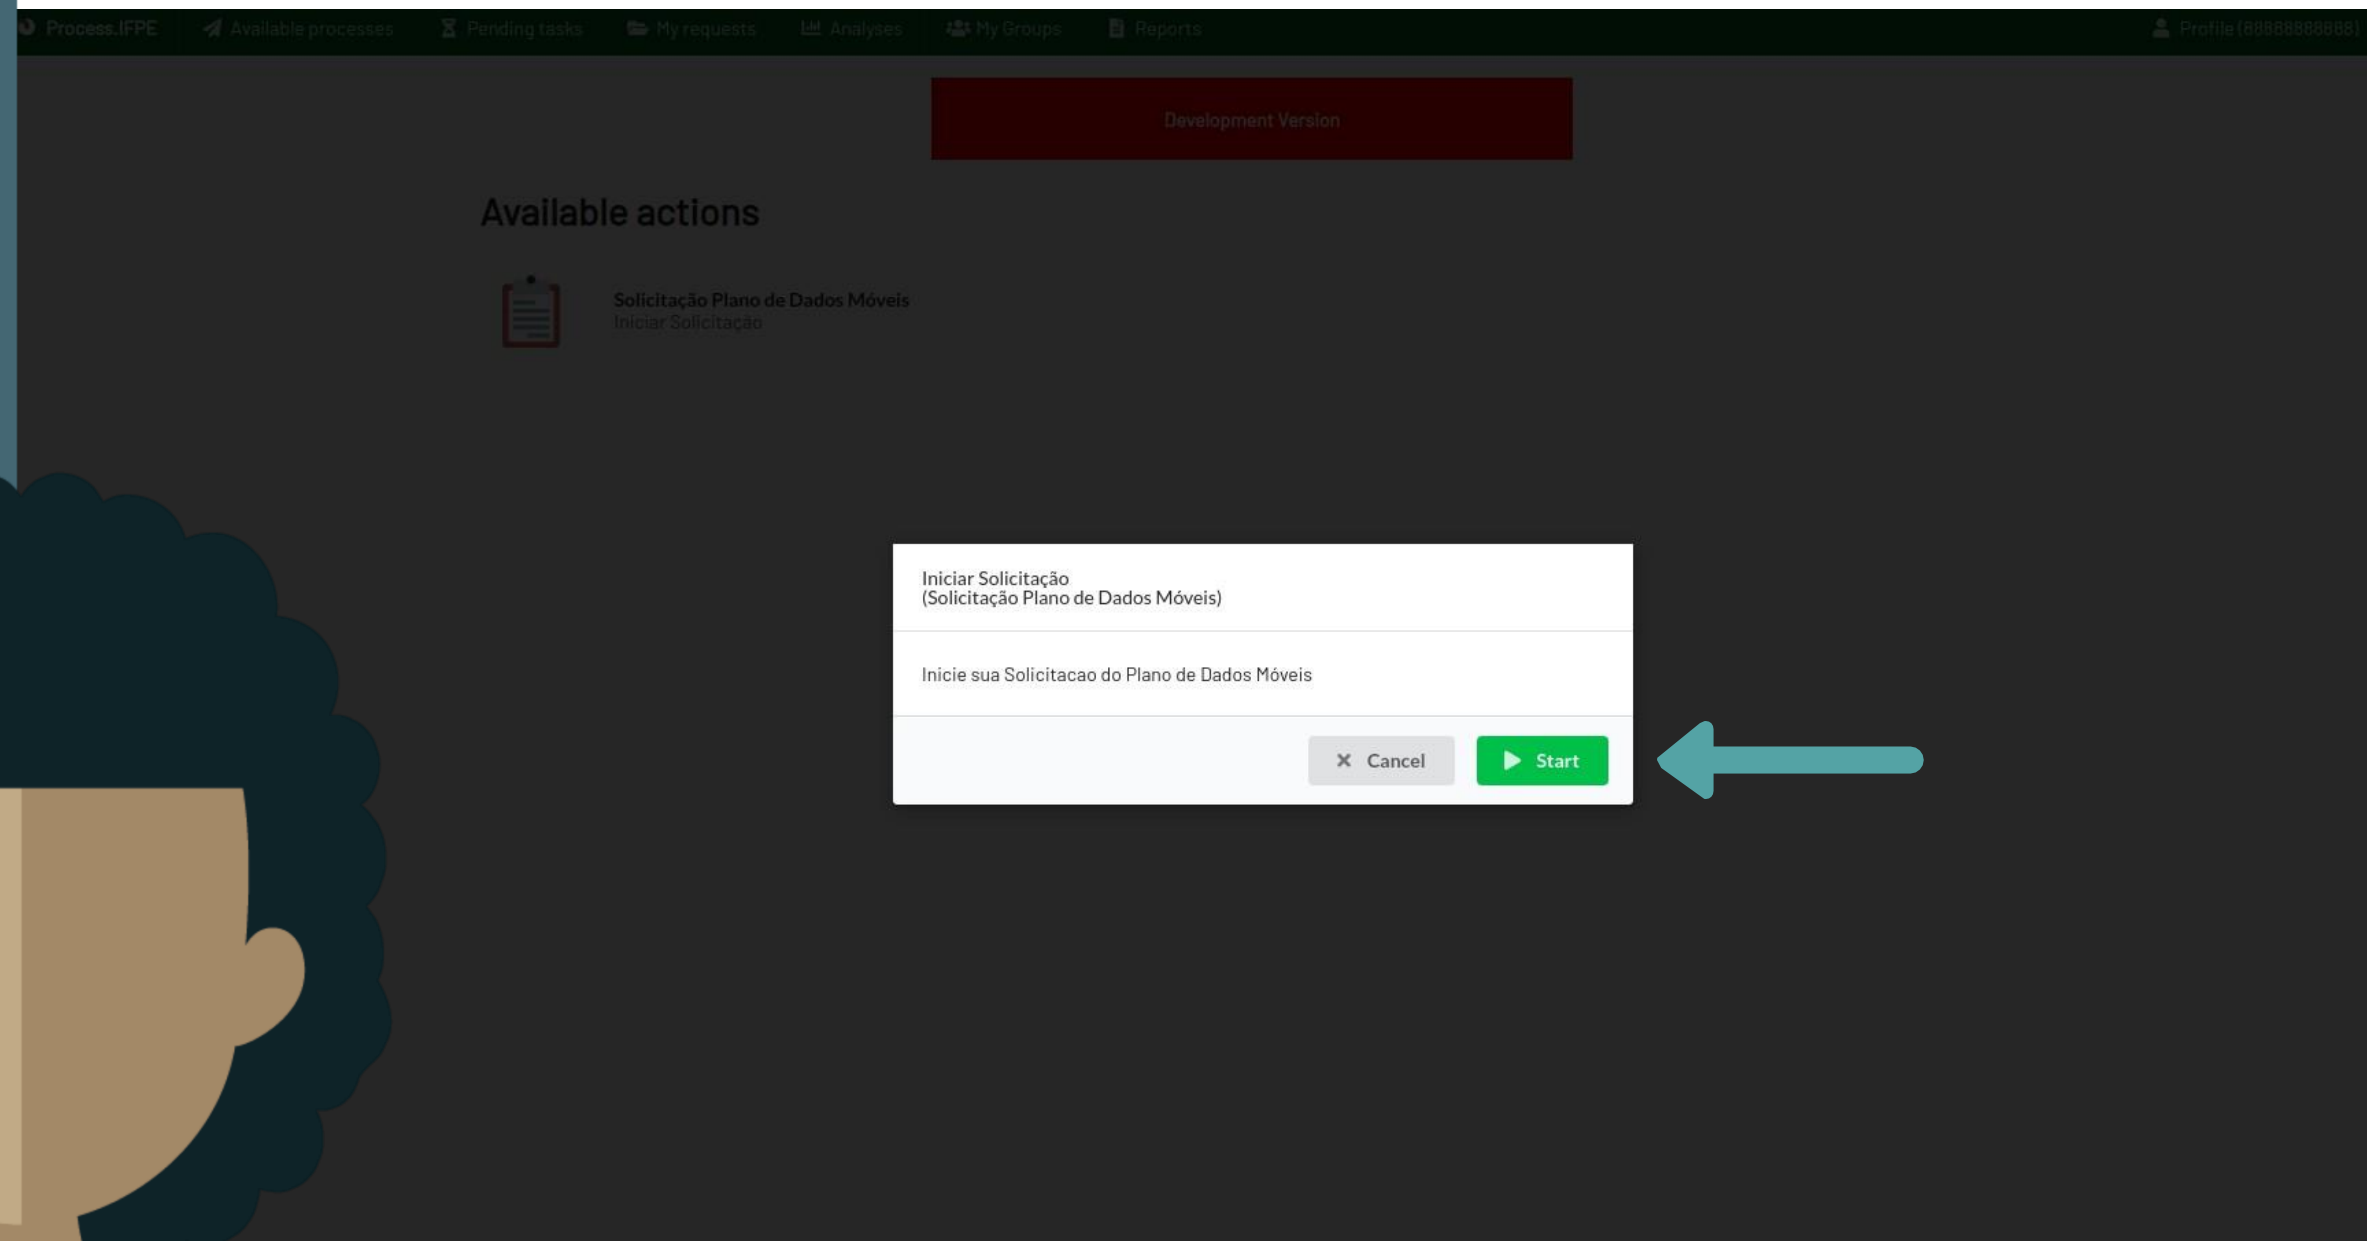 Process.IFPE
Available processes
Pending tasks
My requests
Analyses
My Groups
Reports
Profile (88888888888)
Development Version
Available actions
Solicitação Plano de Dados Móveis
Iniciar Solicitação
Iniciar Solicitação
(Solicitação Plano de Dados Móveis)
Inicie sua Solicitacao do Plano de Dados Móveis
Cancel
Start